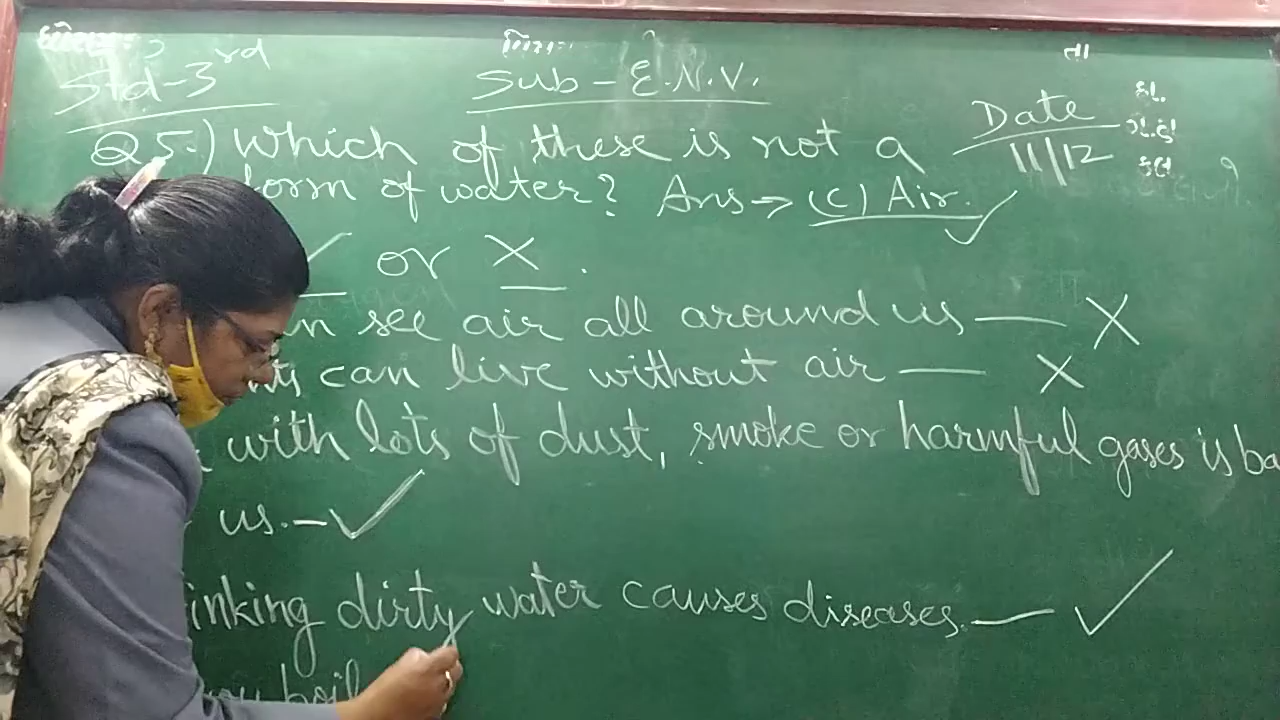 Std-3rd Sub-E.N.V. તા
Date 11/12
Q5.) Which of these is not a
form of water? Ans → (C) Air. ✓
✓ or X.
see air all around us — X
can live without air — X
with lots of dust, smoke or harmful gases is ba
us. — ✓
inking dirty water causes diseases. — ✓
you boil